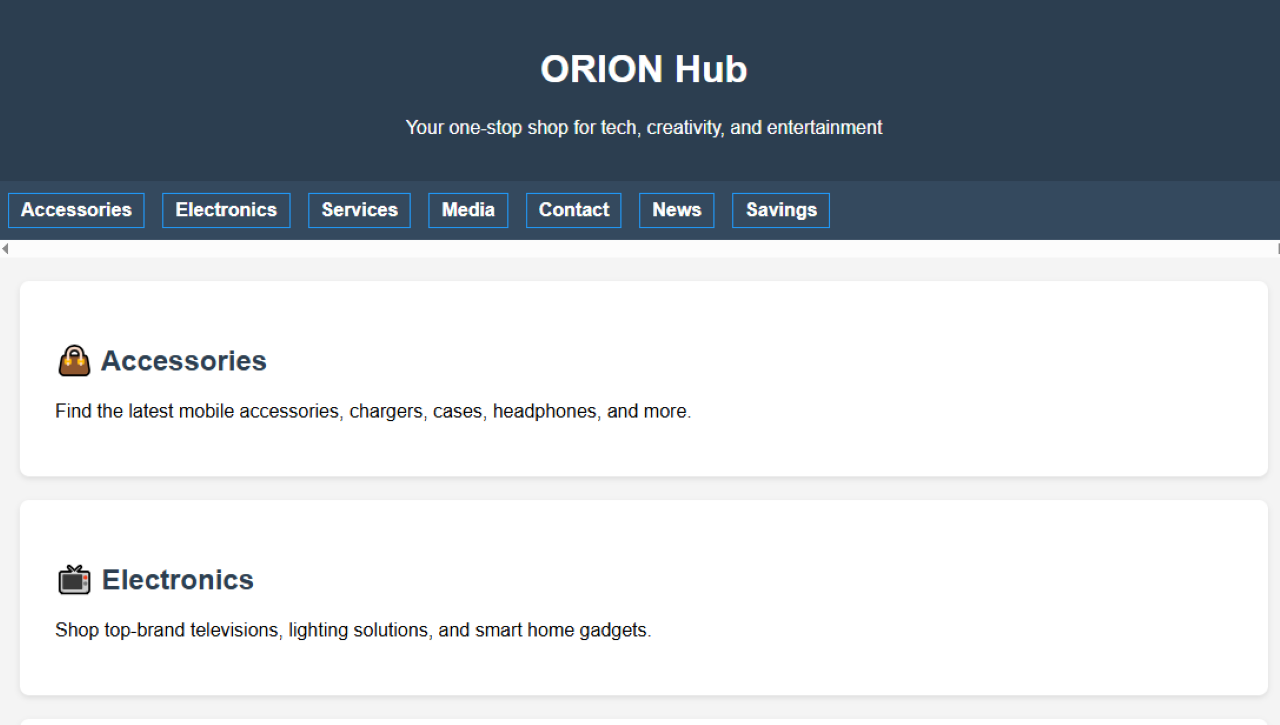 ORION Hub
Your one-stop shop for tech, creativity, and entertainment
Accessories Electronics Services Media Contact News Savings
Accessories
Find the latest mobile accessories, chargers, cases, headphones, and more.
Electronics
Shop top-brand televisions, lighting solutions, and smart home gadgets.